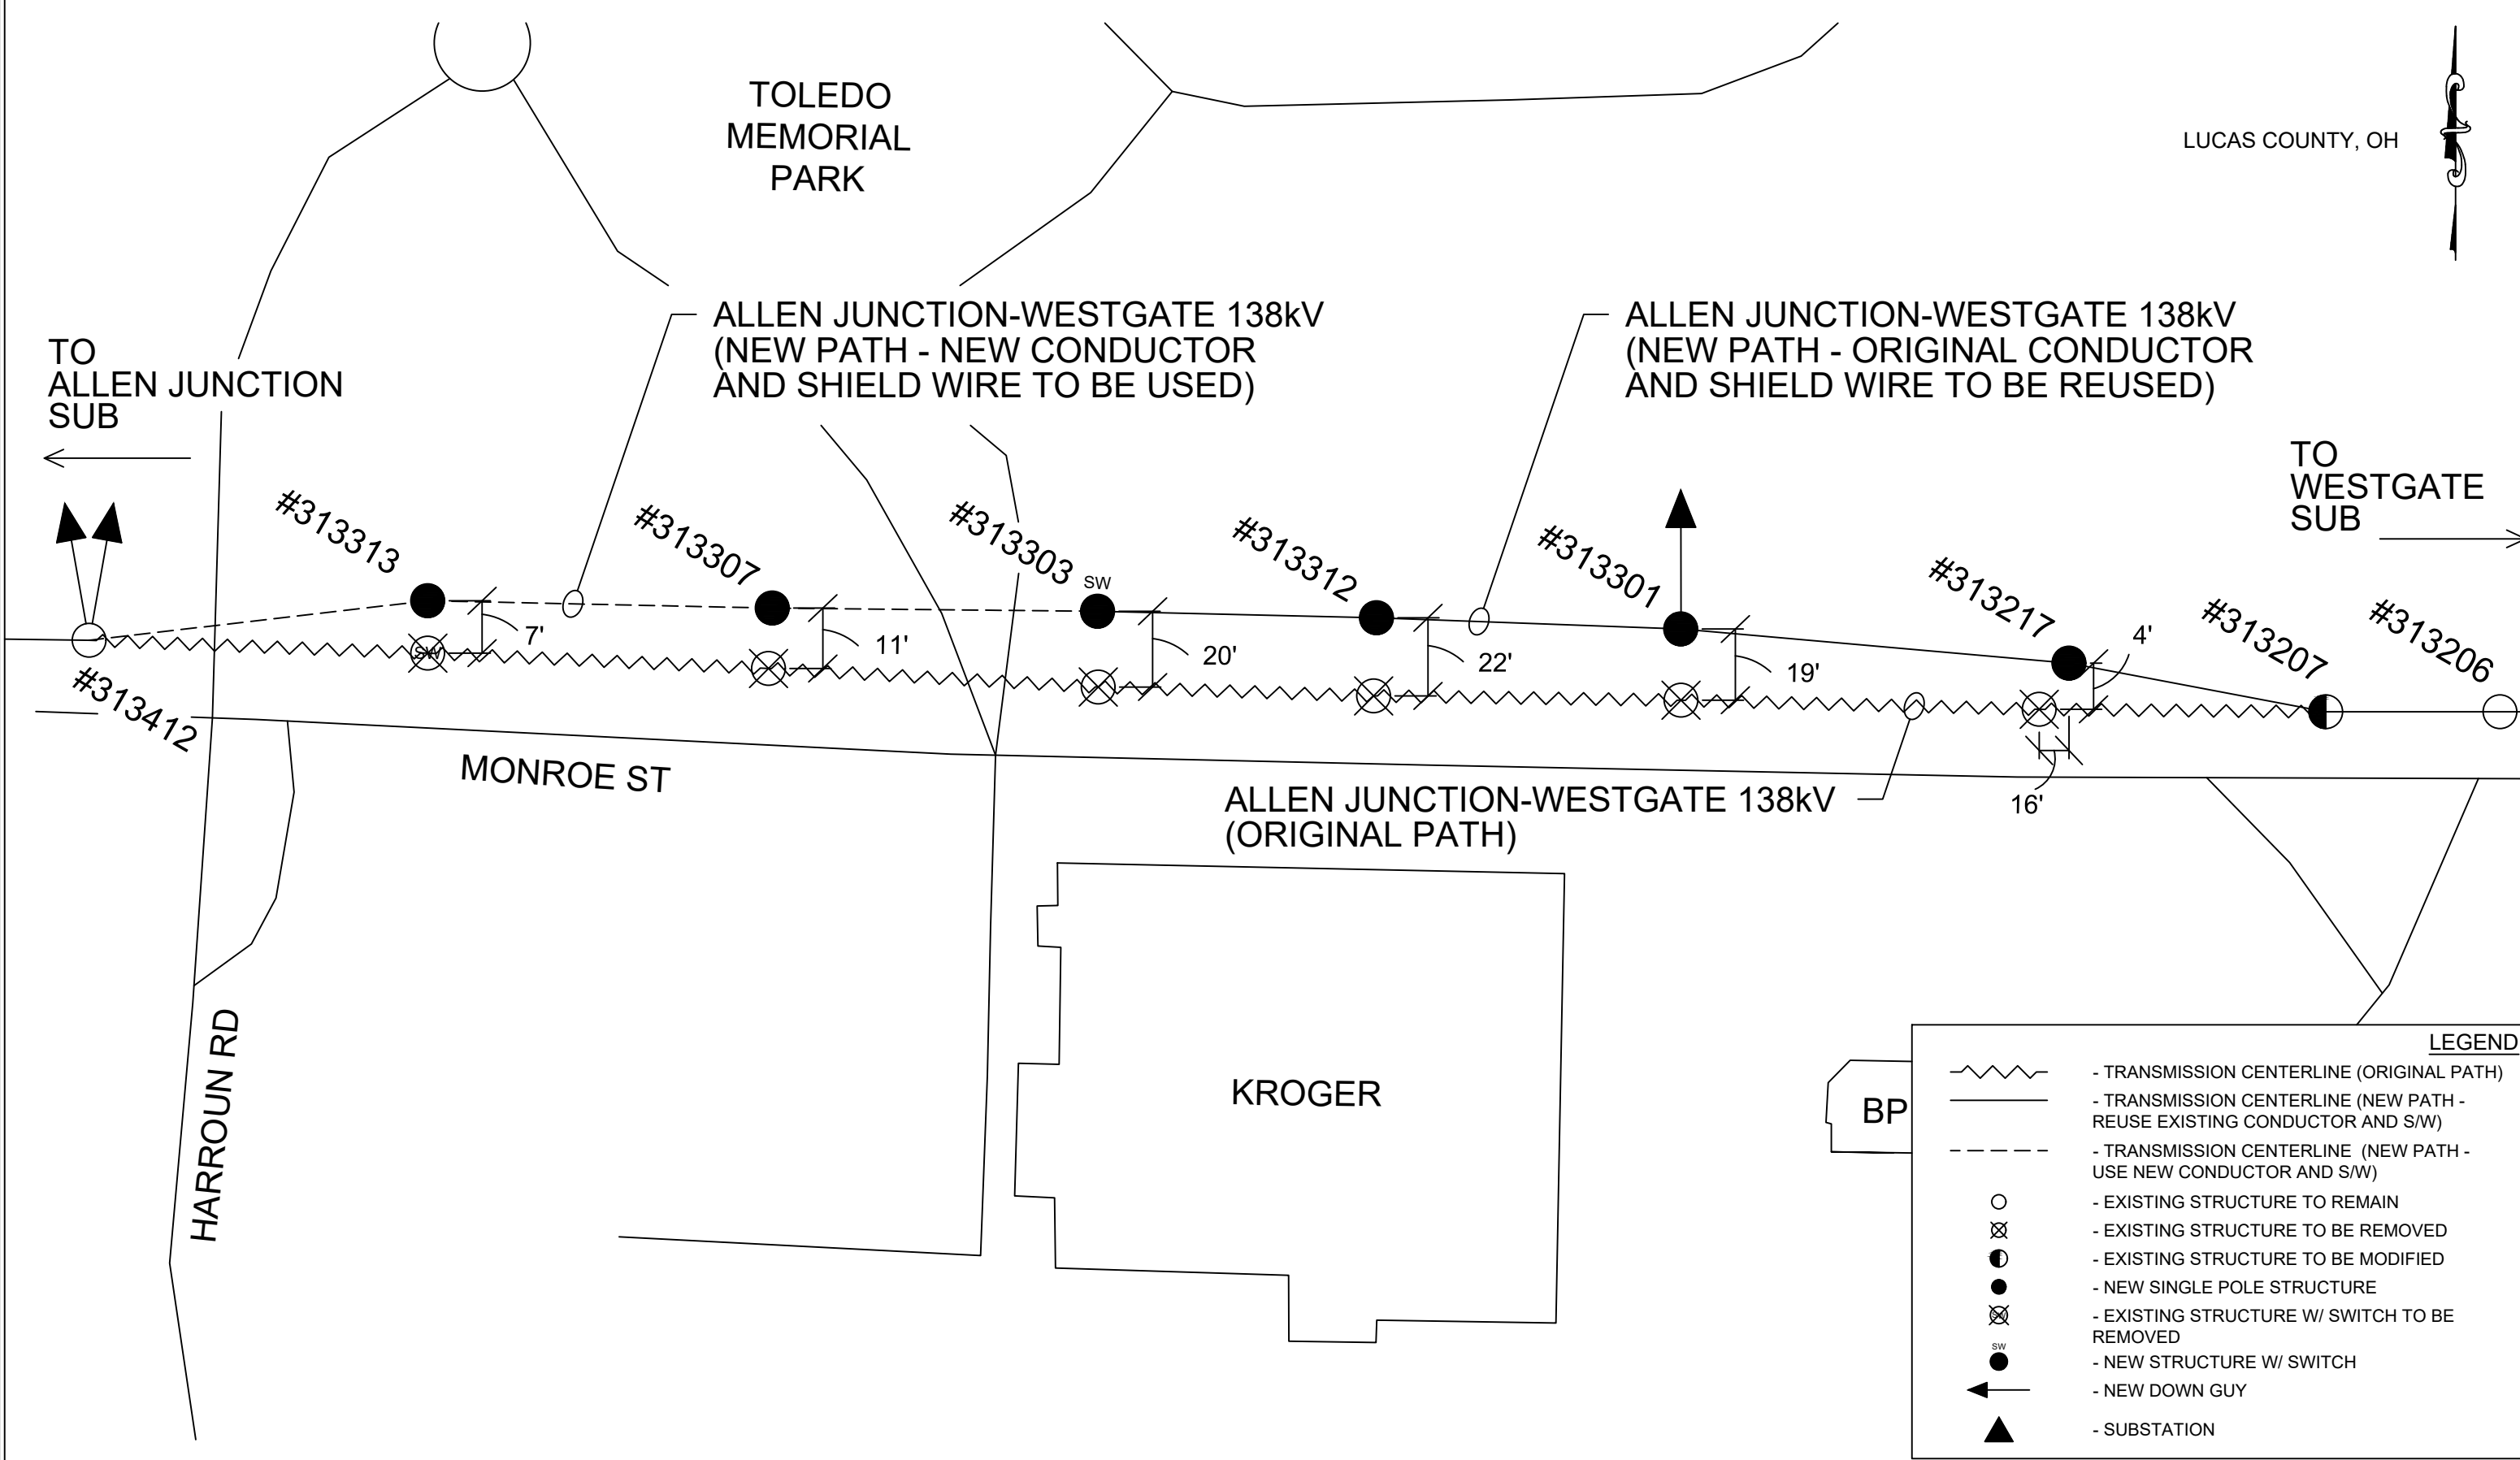 TOLEDO
MEMORIAL
PARK
LUCAS COUNTY, OH
ALLEN JUNCTION-WESTGATE 138kV
(NEW PATH - NEW CONDUCTOR
AND SHIELD WIRE TO BE USED)
ALLEN JUNCTION-WESTGATE 138kV
(NEW PATH - ORIGINAL CONDUCTOR
AND SHIELD WIRE TO BE REUSED)
TO
ALLEN JUNCTION
SUB
TO
WESTGATE
SUB
#313313
#313307
#313303
SW
#313312
#313301
#313217
#313207
#313206
#313412
SW
7'
11'
20'
22'
19'
4'
16'
MONROE ST
ALLEN JUNCTION-WESTGATE 138kV
(ORIGINAL PATH)
HARROUN RD
KROGER
BP
LEGEND
- TRANSMISSION CENTERLINE (ORIGINAL PATH)
- TRANSMISSION CENTERLINE (NEW PATH -
REUSE EXISTING CONDUCTOR AND S/W)
- TRANSMISSION CENTERLINE (NEW PATH -
USE NEW CONDUCTOR AND S/W)
- EXISTING STRUCTURE TO REMAIN
- EXISTING STRUCTURE TO BE REMOVED
- EXISTING STRUCTURE TO BE MODIFIED
- NEW SINGLE POLE STRUCTURE
SW
- EXISTING STRUCTURE W/ SWITCH TO BE
REMOVED
SW
- NEW STRUCTURE W/ SWITCH
- NEW DOWN GUY
- SUBSTATION